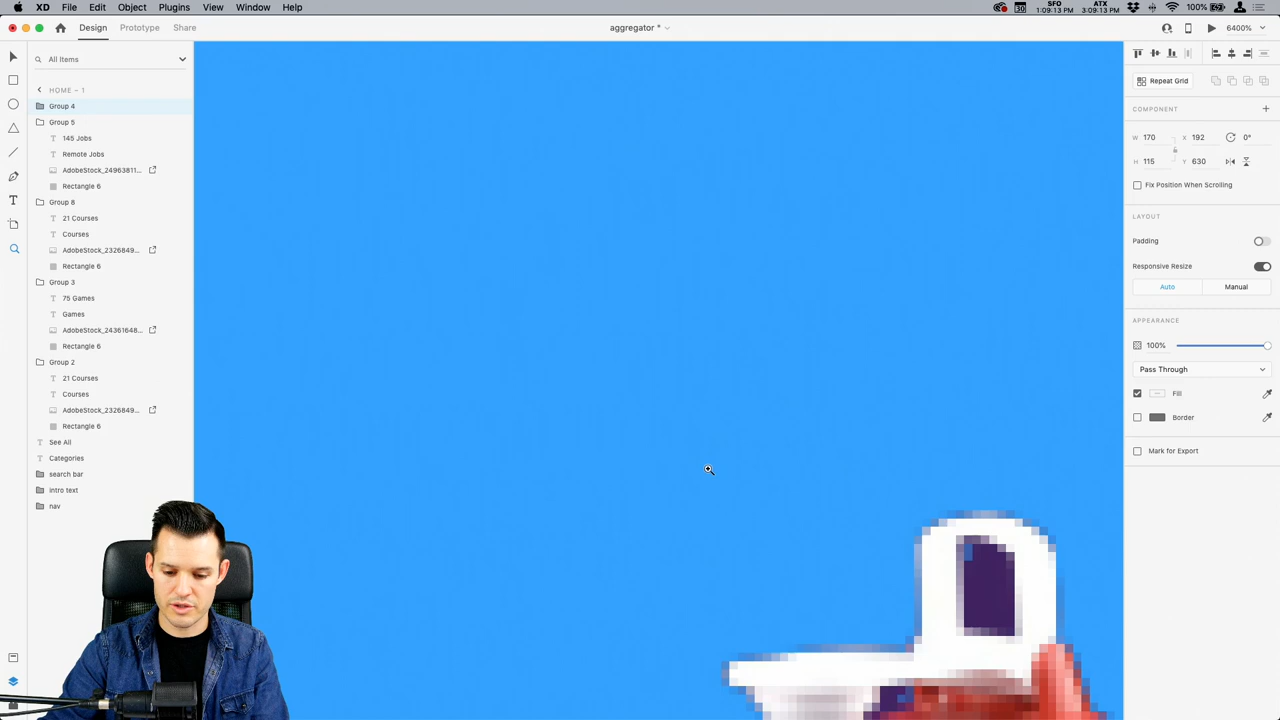 XD File Edit Object Plugins View Window Help
SFO
1:09:13 PM
ATX
3:09:13 PM
100%
Design Prototype Share
aggregator *
6400%
All Items
HOME – 1
Group 4
Group 5
145 Jobs
Remote Jobs
AdobeStock_24963811...
Rectangle 6
Group 8
21 Courses
Courses
AdobeStock_2326849...
Rectangle 6
Group 3
75 Games
Games
AdobeStock_24361648...
Rectangle 6
Group 2
21 Courses
Courses
AdobeStock_2326849...
Rectangle 6
See All
Categories
search bar
intro text
nav
Repeat Grid
COMPONENT
W 170 X 192 0°
H 115 Y 630
Fix Position When Scrolling
LAYOUT
Padding
Responsive Resize
Auto Manual
APPEARANCE
100%
Pass Through
Fill
Border
Mark for Export